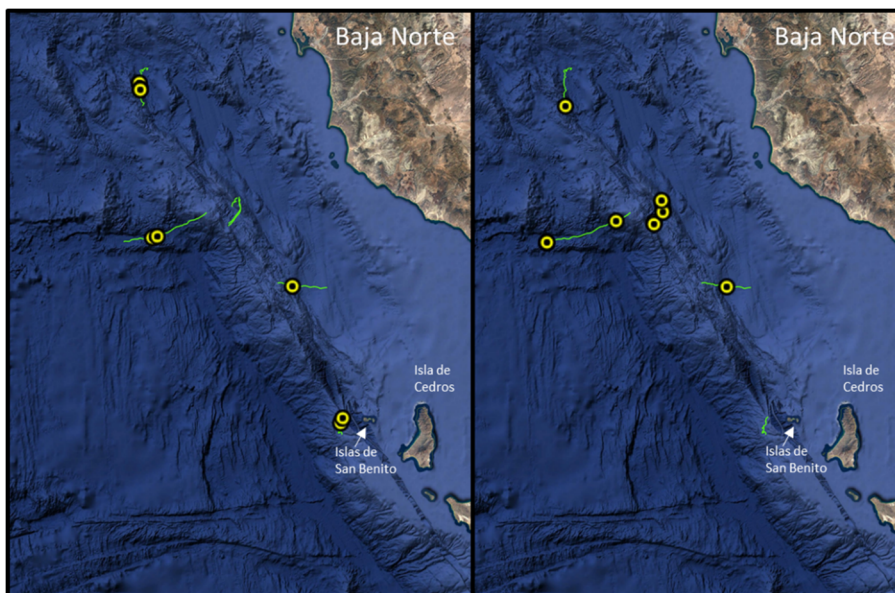 Baja Norte
Isla de
Cedros
Islas de
San Benito
Baja Norte
Isla de
Cedros
Islas de
San Benito